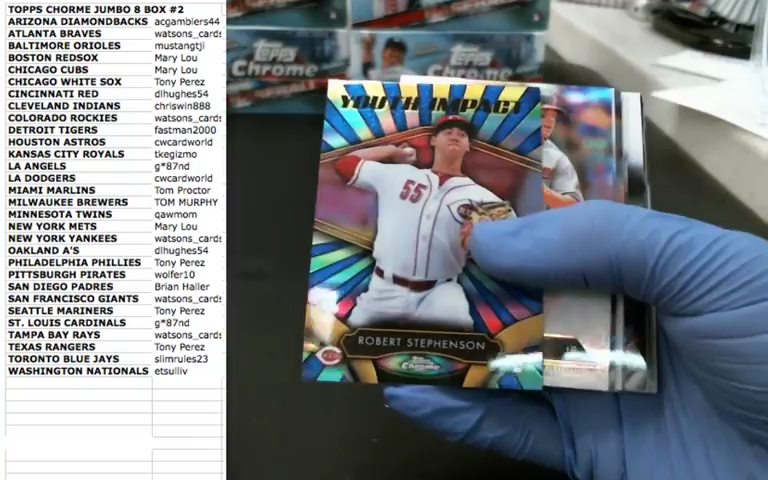 TOPPS CHORME JUMBO 8 BOX #2
ARIZONA DIAMONDBACKS acgamblers44
ATLANTA BRAVES watsons_cards
BALTIMORE ORIOLES mustangtji
BOSTON REDSOX Mary Lou
CHICAGO CUBS Mary Lou
CHICAGO WHITE SOX Tony Perez
CINCINNATI RED dlhughes54
CLEVELAND INDIANS chriswin888
COLORADO ROCKIES watsons_cards
DETROIT TIGERS fastman2000
HOUSTON ASTROS cwcardworld
KANSAS CITY ROYALS tkegizmo
LA ANGELS g*87nd
LA DODGERS cwcardworld
MIAMI MARLINS Tom Proctor
MILWAUKEE BREWERS TOM MURPHY
MINNESOTA TWINS qawmom
NEW YORK METS Mary Lou
NEW YORK YANKEES watsons_cards
OAKLAND A'S dlhughes54
PHILADELPHIA PHILLIES Tony Perez
PITTSBURGH PIRATES wolfer10
SAN DIEGO PADRES Brian Haller
SAN FRANCISCO GIANTS watsons_cards
SEATTLE MARINERS Tony Perez
ST. LOUIS CARDINALS g*87nd
TAMPA BAY RAYS watsons_cards
TEXAS RANGERS Tony Perez
TORONTO BLUE JAYS slimrules23
WASHINGTON NATIONALS etsulliv
TOPPS Chrome TOPPS Chrome
YOUTH IMPACT
55
ROBERT STEPHENSON
Topps Chrome